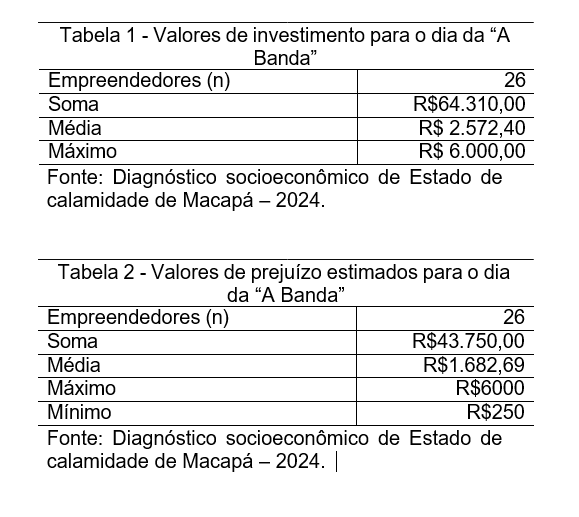 Tabela 1 - Valores de investimento para o dia da “A
Banda”
Empreendedores (n) 26
Soma R$64.310,00
Média R$ 2.572,40
Máximo R$ 6.000,00
Fonte: Diagnóstico socioeconômico de Estado de
calamidade de Macapá – 2024.
Tabela 2 - Valores de prejuízo estimados para o dia
da “A Banda”
Empreendedores (n) 26
Soma R$43.750,00
Média R$1.682,69
Máximo R$6000
Mínimo R$250
Fonte: Diagnóstico socioeconômico de Estado de
calamidade de Macapá – 2024.